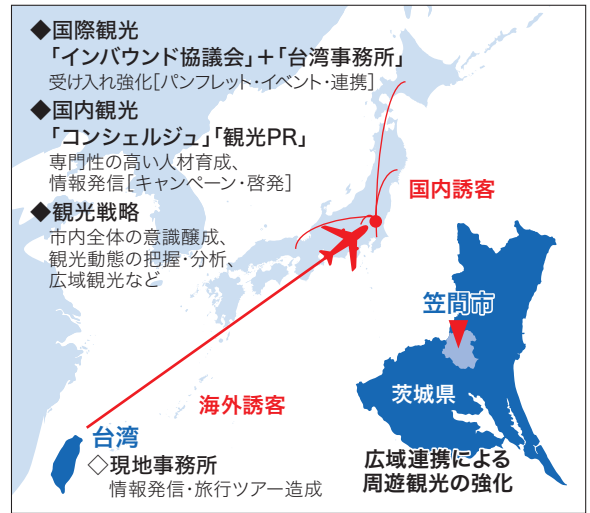 ◆国際観光
「インバウンド協議会」＋「台湾事務所」
受け入れ強化[パンフレット・イベント・連携]
◆国内観光
「コンシェルジュ」「観光PR」
専門性の高い人材育成、
情報発信[キャンペーン・啓発]
◆観光戦略
市内全体の意識醸成、
観光動態の把握・分析、
広域観光など
国内誘客
笠間市
茨城県
海外誘客
台湾
◇現地事務所
情報発信・旅行ツアー造成
広域連携による
周遊観光の強化